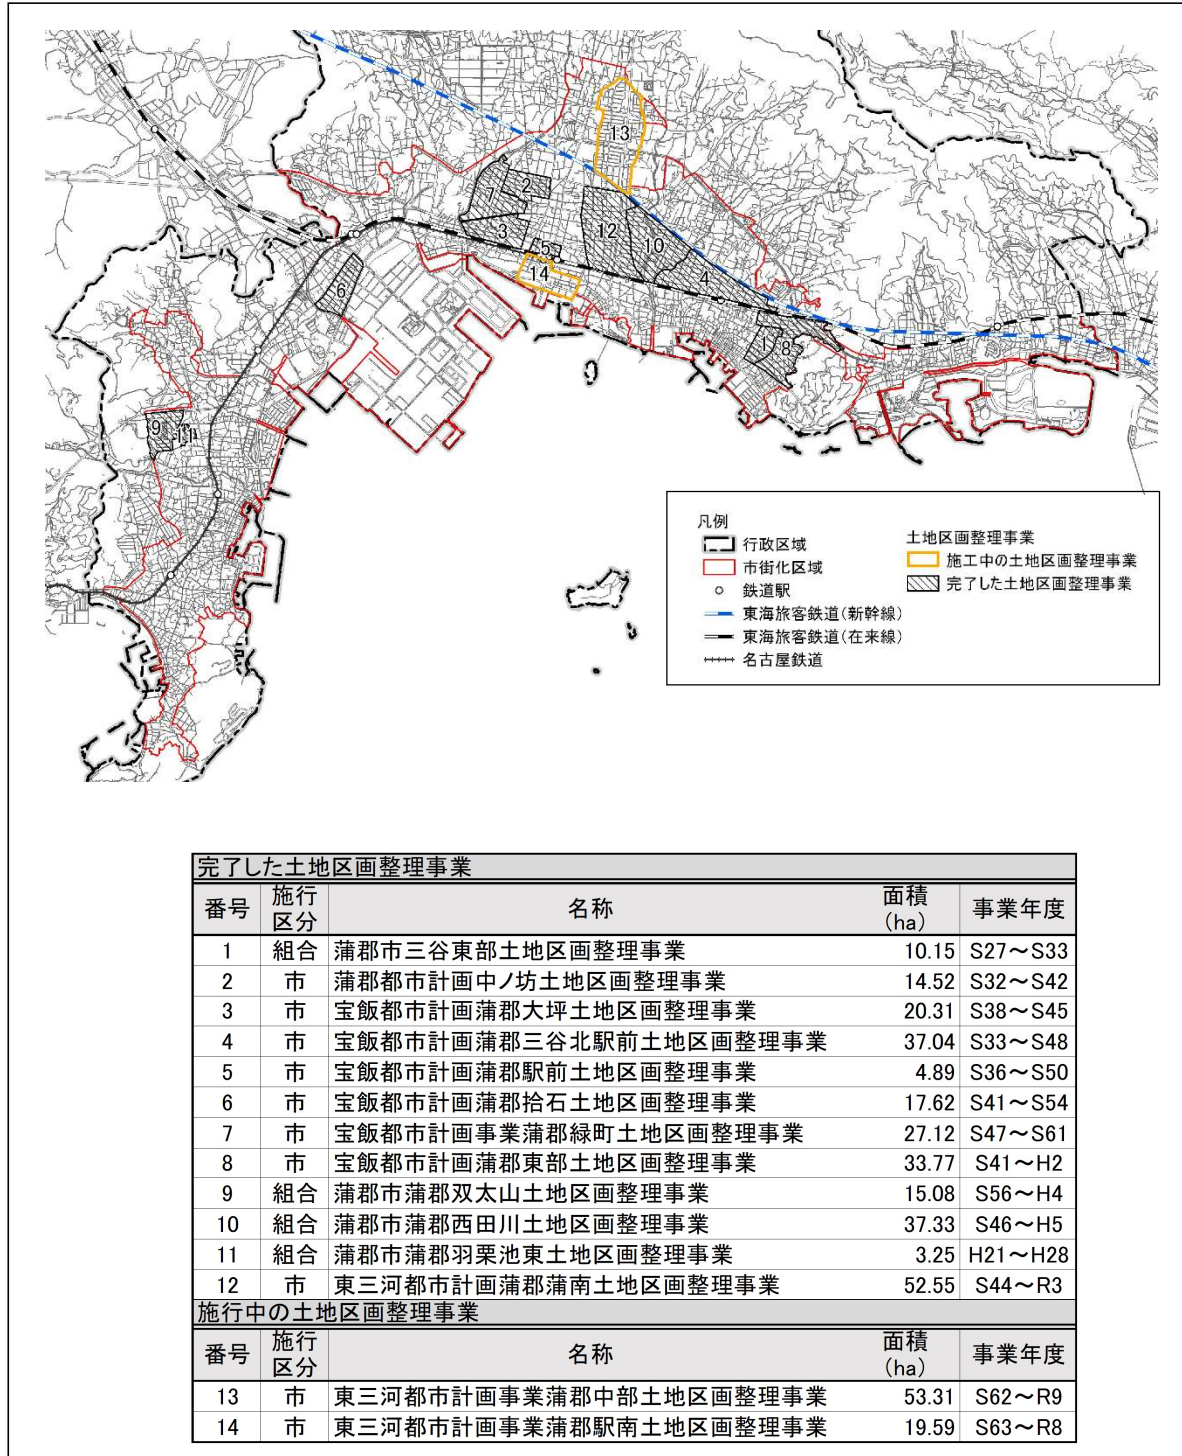 13
2
7
3
12
10
5
14
4
6
1
8
9
11
凡例
行政区域
市街化区域
鉄道駅
東海旅客鉄道(新幹線)
東海旅客鉄道(在来線)
名古屋鉄道
土地区画整理事業
施工中の土地区画整理事業
完了した土地区画整理事業
完了した土地区画整理事業
番号 施行区分 名称 面積(ha) 事業年度
1 組合 蒲郡市三谷東部土地区画整理事業 10.15 S27～S33
2 市 蒲郡都市計画中ノ坊土地区画整理事業 14.52 S32～S42
3 市 宝飯都市計画蒲郡大坪土地区画整理事業 20.31 S38～S45
4 市 宝飯都市計画蒲郡三谷北駅前土地区画整理事業 37.04 S33～S48
5 市 宝飯都市計画蒲郡駅前土地区画整理事業 4.89 S36～S50
6 市 宝飯都市計画蒲郡拾石土地区画整理事業 17.62 S41～S54
7 市 宝飯都市計画事業蒲郡緑町土地区画整理事業 27.12 S47～S61
8 市 宝飯都市計画蒲郡東部土地区画整理事業 33.77 S41～H2
9 組合 蒲郡市蒲郡双太山土地区画整理事業 15.08 S56～H4
10 組合 蒲郡市蒲郡西田川土地区画整理事業 37.33 S46～H5
11 組合 蒲郡市蒲郡羽栗池東土地区画整理事業 3.25 H21～H28
12 市 東三河都市計画蒲郡蒲南土地区画整理事業 52.55 S44～R3
施行中の土地区画整理事業
番号 施行区分 名称 面積(ha) 事業年度
13 市 東三河都市計画事業蒲郡中部土地区画整理事業 53.31 S62～R9
14 市 東三河都市計画事業蒲郡駅南土地区画整理事業 19.59 S63～R8